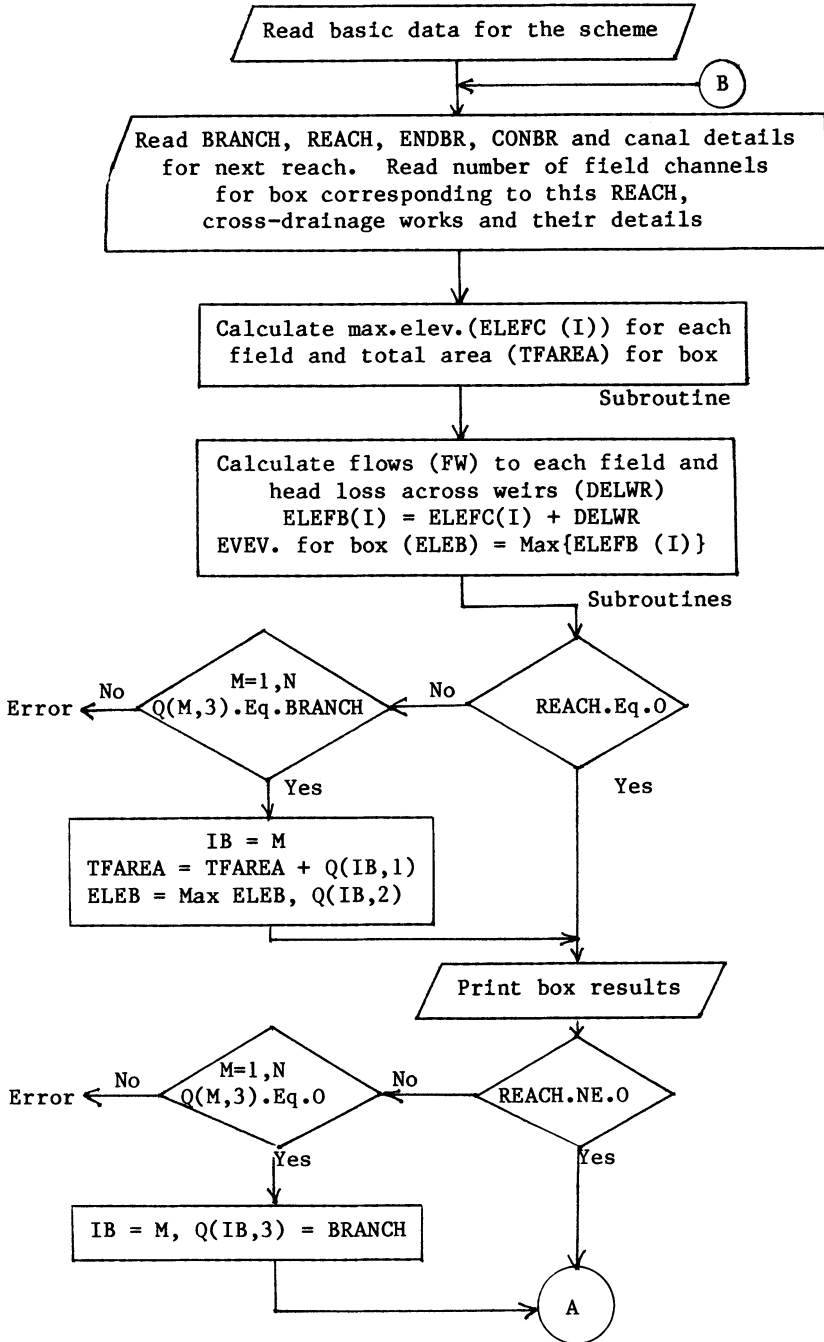 Read basic data for the scheme
B
Read BRANCH, REACH, ENDBR, CONBR and canal details
for next reach. Read number of field channels
for box corresponding to this REACH,
cross-drainage works and their details
Calculate max.elev.(ELEFC (I)) for each
field and total area (TFAREA) for box
Subroutine
Calculate flows (FW) to each field and
head loss across weirs (DELWR)
ELEFB(I) = ELEFC(I) + DELWR
EVEV. for box (ELEB) = Max{ELEFB (I)}
Subroutines
Error
No
M=1,N
Q(M,3).Eq.BRANCH
No
REACH.Eq.O
Yes
Yes
IB = M
TFAREA = TFAREA + Q(IB,1)
ELEB = Max ELEB, Q(IB,2)
Print box results
Error
No
M=1,N
Q(M,3).Eq.O
No
REACH.NE.O
Yes
Yes
IB = M, Q(IB,3) = BRANCH
A